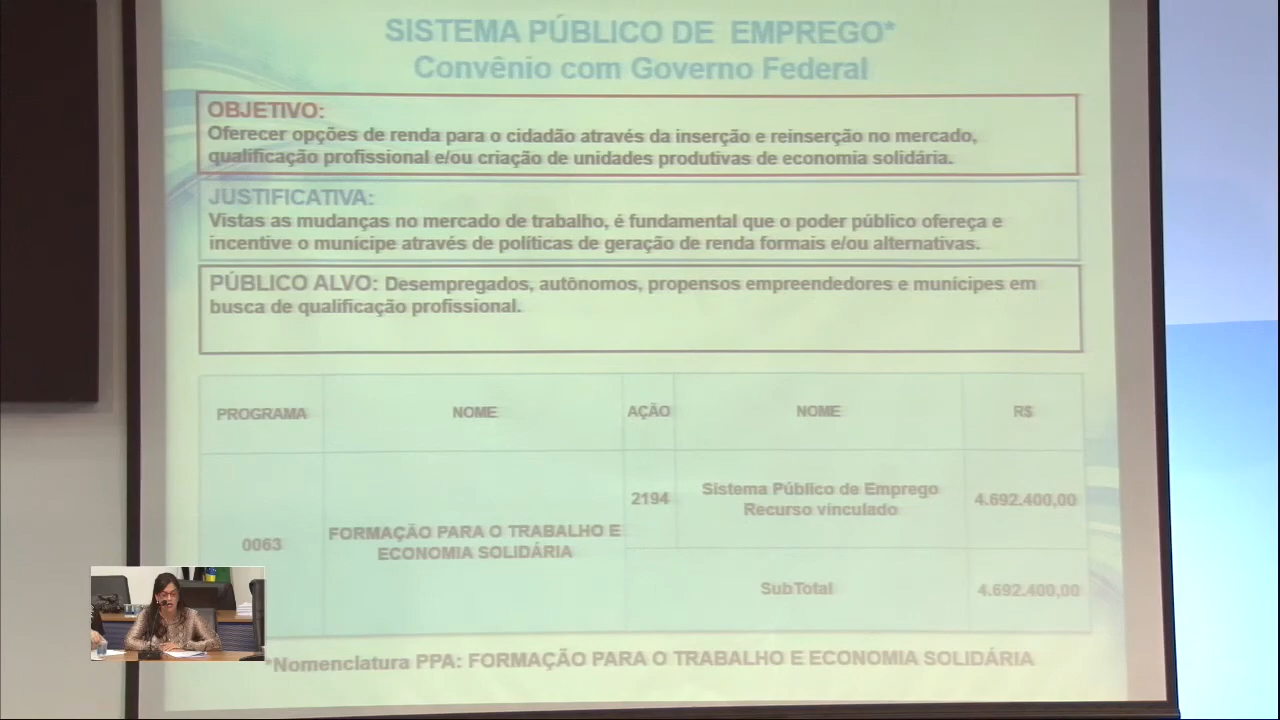 SISTEMA PÚBLICO DE EMPREGO*
Convênio com Governo Federal
OBJETIVO:
Oferecer opções de renda para o cidadão através da inserção e reinserção no mercado,
qualificação profissional e/ou criação de unidades produtivas de economia solidária.
JUSTIFICATIVA:
Vistas as mudanças no mercado de trabalho, é fundamental que o poder público ofereça e
incentive o munícipe através de políticas de geração de renda formais e/ou alternativas.
PÚBLICO ALVO: Desempregados, autônomos, propensos empreendedores e munícipes em
busca de qualificação profissional.
PROGRAMA NOME AÇÃO NOME R$
0063
FORMAÇÃO PARA O TRABALHO E
ECONOMIA SOLIDÁRIA
2194
Sistema Público de Emprego
Recurso vinculado
4.692.400,00
SubTotal 4.692.400,00
*Nomenclatura PPA: FORMAÇÃO PARA O TRABALHO E ECONOMIA SOLIDÁRIA